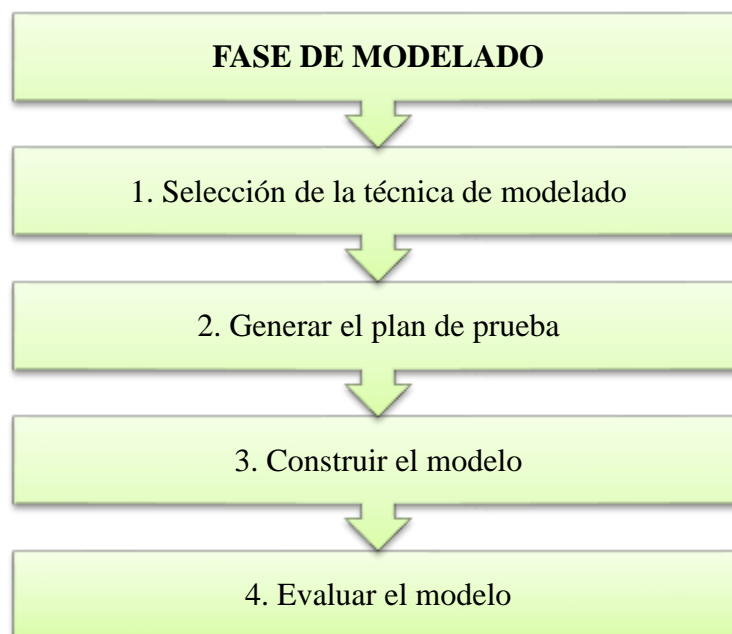 FASE DE MODELADO
1. Selección de la técnica de modelado
2. Generar el plan de prueba
3. Construir el modelo
4. Evaluar el modelo